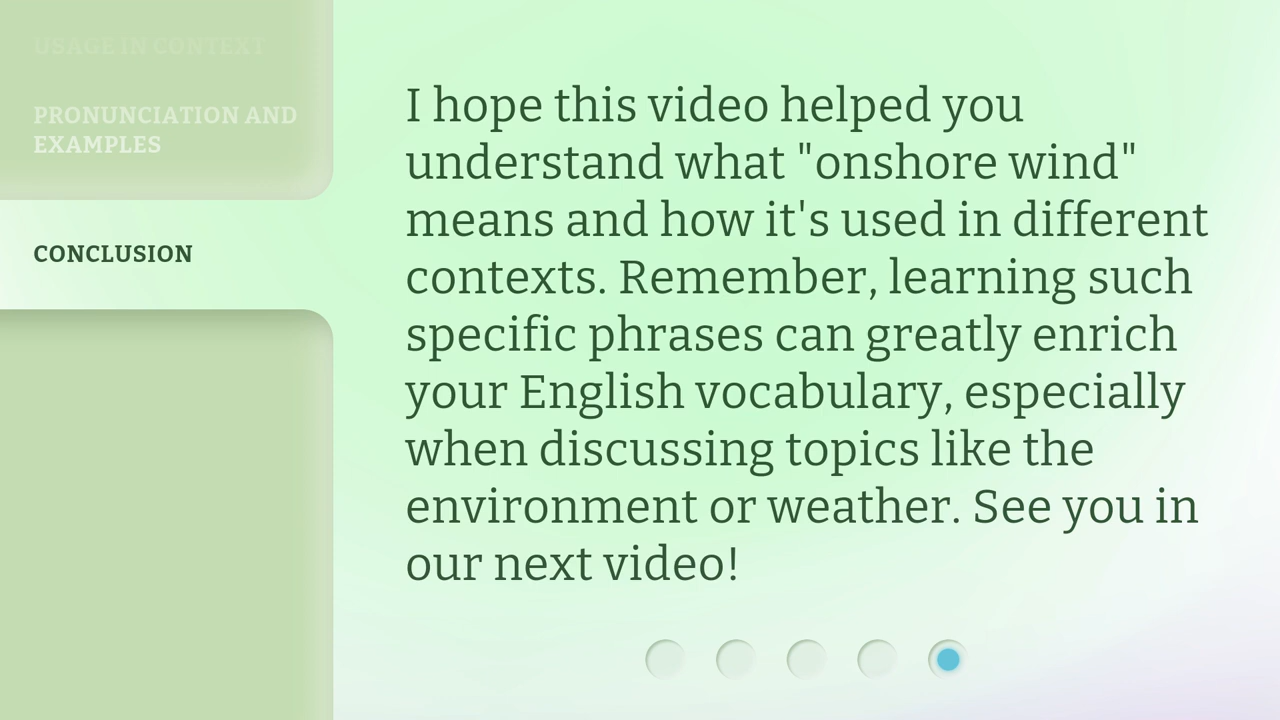 USAGE IN CONTEXT
PRONUNCIATION AND
EXAMPLES
CONCLUSION
I hope this video helped you
understand what "onshore wind"
means and how it's used in different
contexts. Remember, learning such
specific phrases can greatly enrich
your English vocabulary, especially
when discussing topics like the
environment or weather. See you in
our next video!